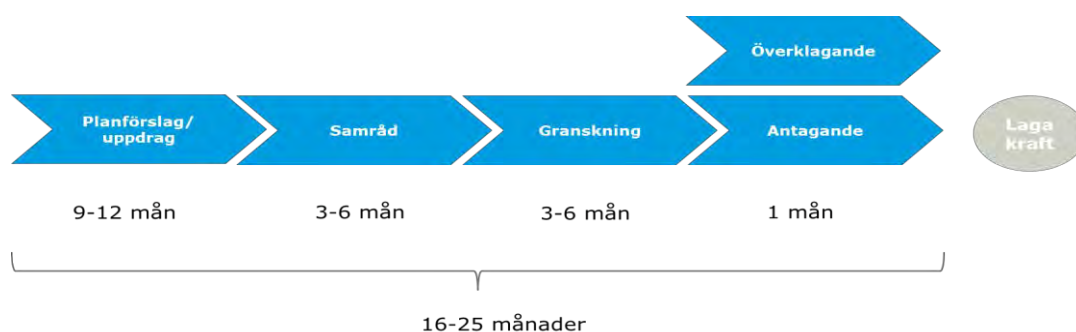 Överklagande
Planförslag/
uppdrag
Samråd
Granskning
Antagande
Laga
kraft
9-12 mån
3-6 mån
3-6 mån
1 mån
16-25 månader